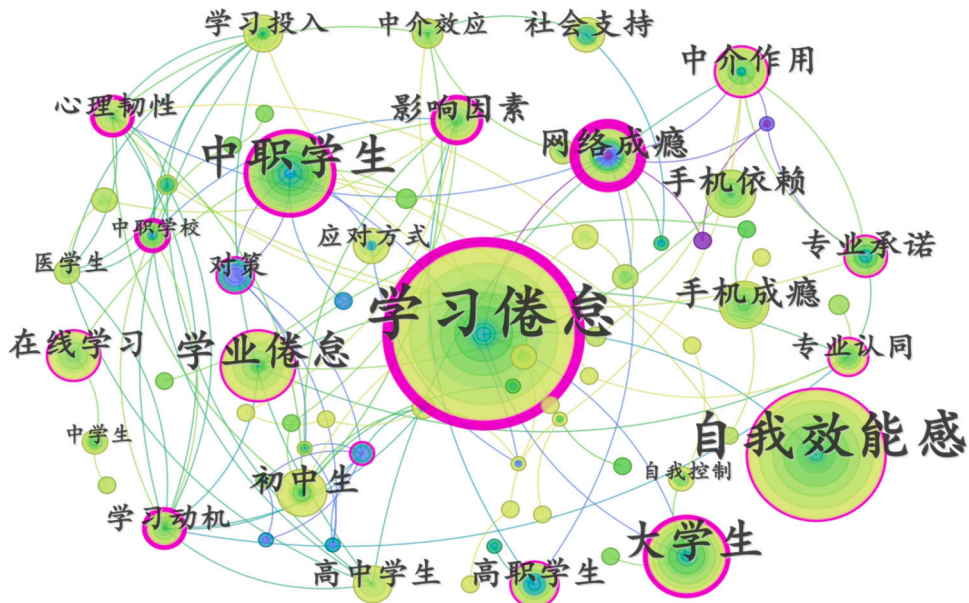 学习投入
中介效应
社会支持
中介作用
心理韧性
影响因素
网络成瘾
中职学生
手机依赖
中职学校
应对方式
专业承诺
医学生
对策
手机成瘾
学习倦怠
在线学习
学业倦怠
专业认同
中学生
自我效能感
初中生
自我控制
学习动机
大学生
高中学生
高职学生